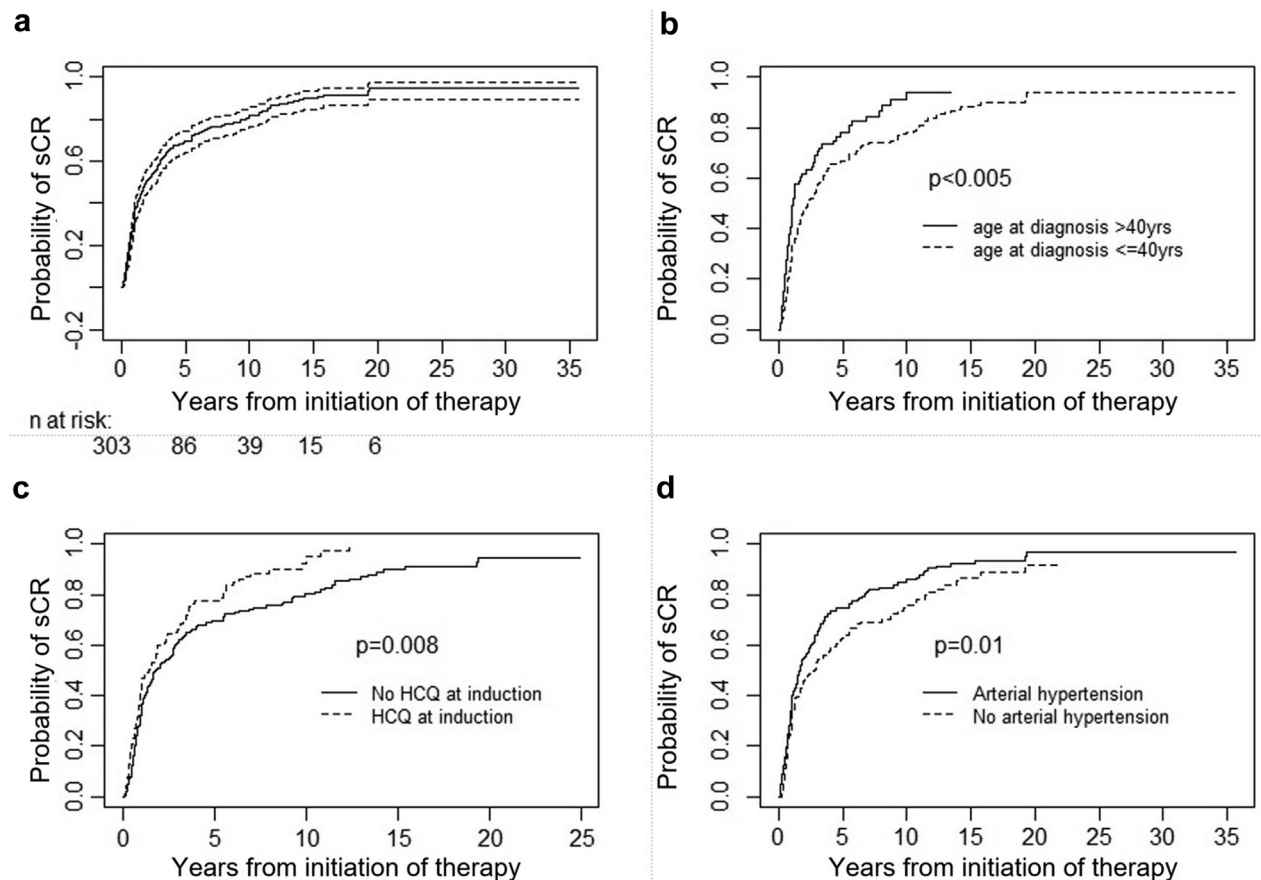 a
Probability of sCR
1.0
0.6
0.2
-0.2
0 5 10 15 20 25 30 35
Years from initiation of therapy
n at risk:
303 86 39 15 6
b
Probability of sCR
1.0
0.8
0.6
0.4
0.2
0.0
p<0.005
age at diagnosis >40yrs
age at diagnosis <=40yrs
0 5 10 15 20 25 30 35
Years from initiation of therapy
c
Probability of sCR
1.0
0.8
0.6
0.4
0.2
0.0
p=0.008
No HCQ at induction
HCQ at induction
0 5 10 15 20 25
Years from initiation of therapy
d
Probability of sCR
1.0
0.8
0.6
0.4
0.2
0.0
p=0.01
Arterial hypertension
No arterial hypertension
0 5 10 15 20 25 30 35
Years from initiation of therapy